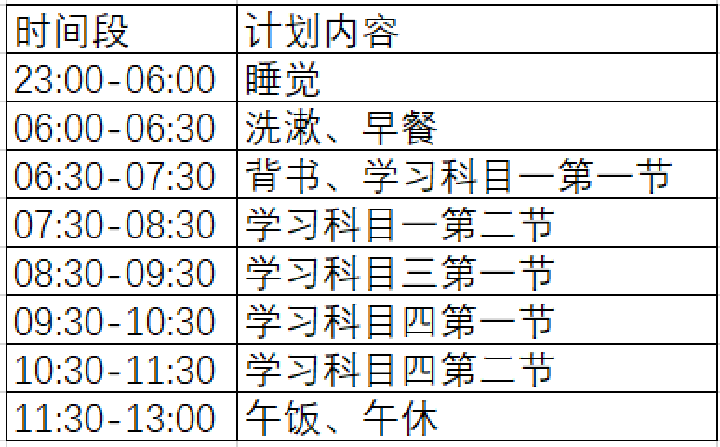 时间段 计划内容
23:00-06:00 睡觉
06:00-06:30 洗漱、早餐
06:30-07:30 背书、学习科目一第一节
07:30-08:30 学习科目一第二节
08:30-09:30 学习科目三第一节
09:30-10:30 学习科目四第一节
10:30-11:30 学习科目四第二节
11:30-13:00 午饭、午休